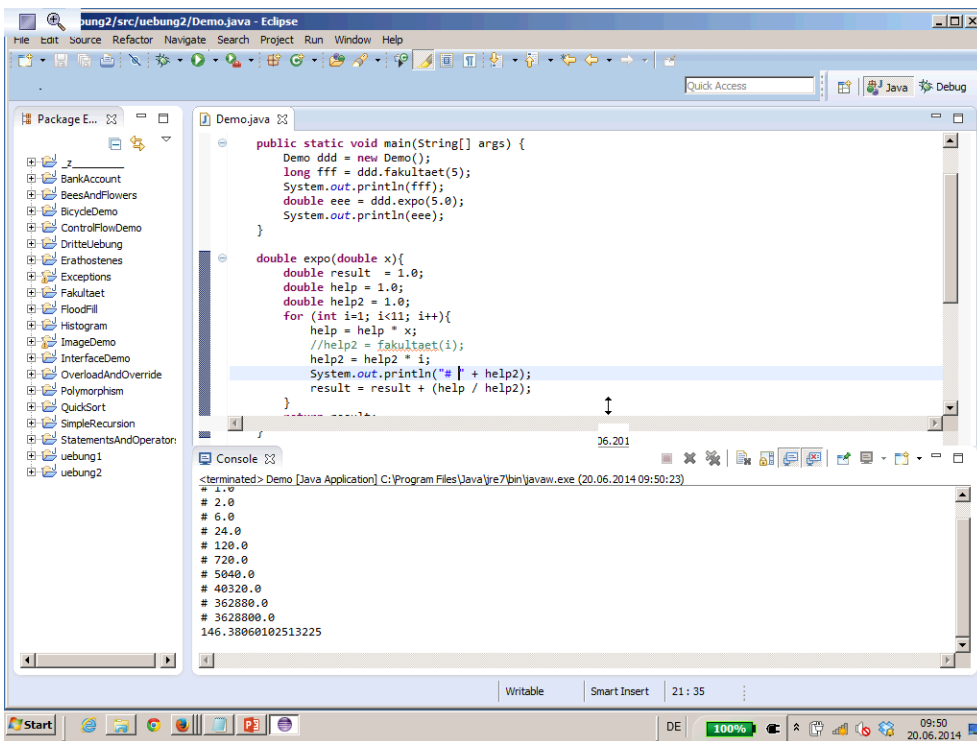 bung2/src/uebung2/Demo.java - Eclipse
File Edit Source Refactor Navigate Search Project Run Window Help
Quick Access
Java
Debug
Package E...
_z________
BankAccount
BeesAndFlowers
BicycleDemo
ControlFlowDemo
DritteUebung
Erathostenes
Exceptions
Fakultaet
FloodFill
Histogram
ImageDemo
InterfaceDemo
OverloadAndOverride
Polymorphism
QuickSort
SimpleRecursion
StatementsAndOperators
uebung1
uebung2
Demo.java
public static void main(String[] args) {
Demo ddd = new Demo();
long fff = ddd.fakultaet(5);
System.out.println(fff);
double eee = ddd.expo(5.0);
System.out.println(eee);
}
double expo(double x){
double result  = 1.0;
double help = 1.0;
double help2 = 1.0;
for (int i=1; i<11; i++){
help = help * x;
//help2 = fakultaet(i);
help2 = help2 * i;
System.out.println("# " + help2);
result = result + (help / help2);
}
return result;
}
06.201
Console
<terminated> Demo [Java Application] C:\Program Files\Java\jre7\bin\javaw.exe (20.06.2014 09:50:23)
# 1.0
# 2.0
# 6.0
# 24.0
# 120.0
# 720.0
# 5040.0
# 40320.0
# 362880.0
# 3628800.0
146.38060102513225
Writable
Smart Insert
21 : 35
Start
DE
100%
09:50
20.06.2014